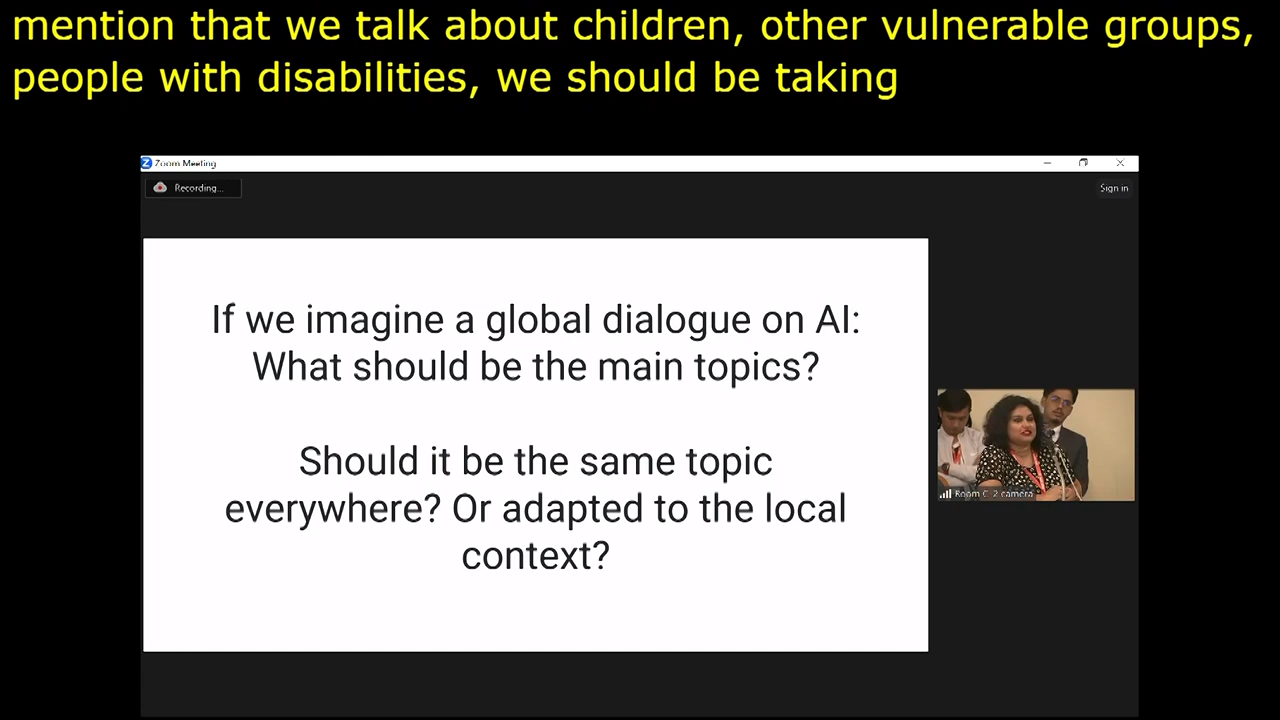 mention that we talk about children, other vulnerable groups,
people with disabilities, we should be taking
Zoom Meeting
Recording...
Sign in
If we imagine a global dialogue on AI:
What should be the main topics?
Should it be the same topic
everywhere? Or adapted to the local
context?
Room C 2 camera